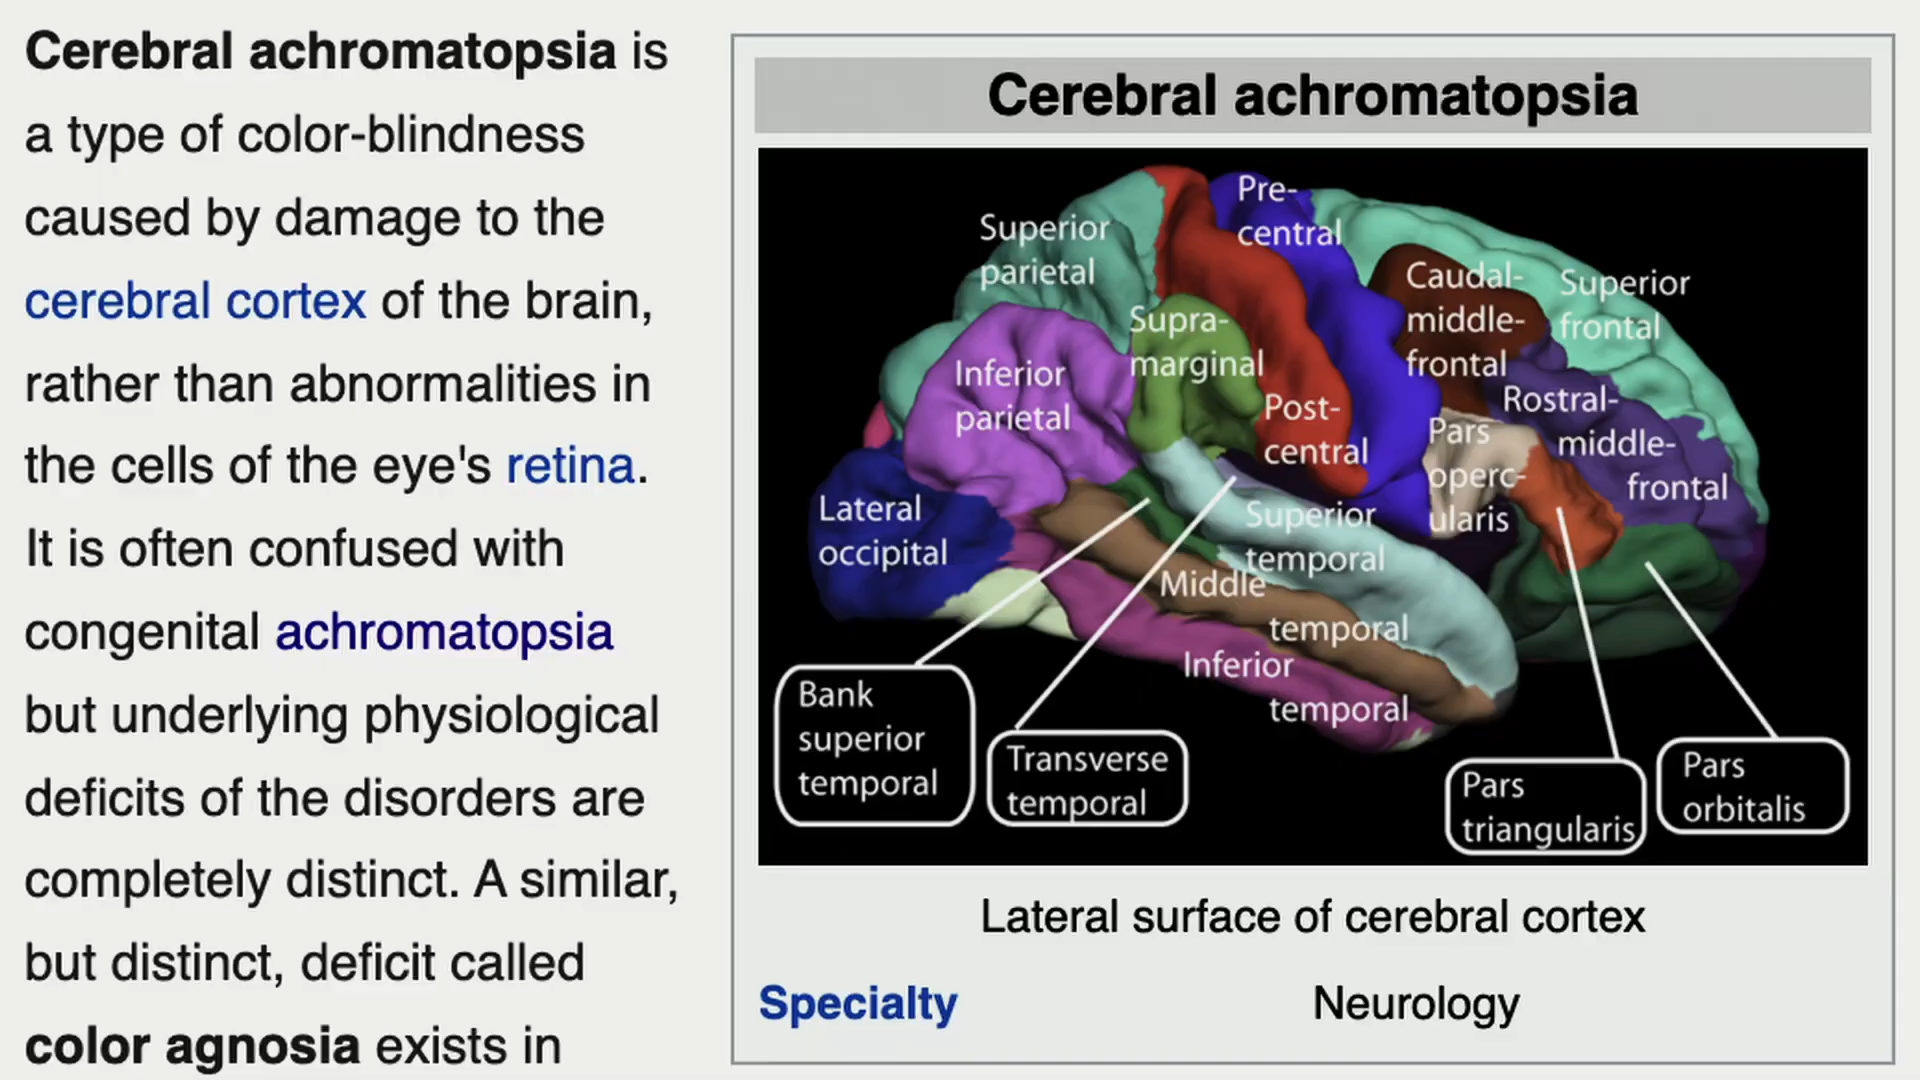 Cerebral achromatopsia is
a type of color-blindness
caused by damage to the
cerebral cortex of the brain,
rather than abnormalities in
the cells of the eye's retina.
It is often confused with
congenital achromatopsia
but underlying physiological
deficits of the disorders are
completely distinct. A similar,
but distinct, deficit called
color agnosia exists in
Cerebral achromatopsia
Superior
parietal
Pre-
central
Caudal-
middle-
frontal
Superior
frontal
Supra-
marginal
Inferior
parietal
Post-
central
Rostral-
middle-
frontal
Pars
operc-
ularis
Lateral
occipital
Superior
temporal
Middle
temporal
Inferior
temporal
Bank
superior
temporal
Transverse
temporal
Pars
triangularis
Pars
orbitalis
Lateral surface of cerebral cortex
Specialty Neurology